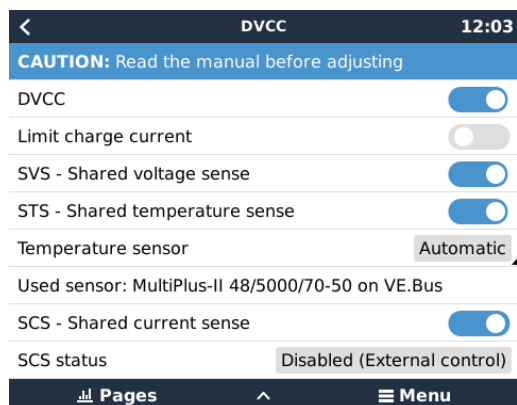 DVCC 12:03
CAUTION: Read the manual before adjusting
DVCC
Limit charge current
SVS - Shared voltage sense
STS - Shared temperature sense
Temperature sensor Automatic
Used sensor: MultiPlus-II 48/5000/70-50 on VE.Bus
SCS - Shared current sense
SCS status Disabled (External control)
Pages Menu